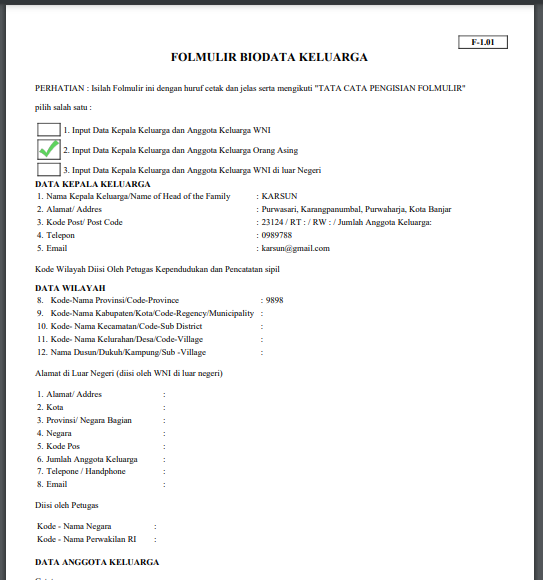 F-1.01
FOLMULIR BIODATA KELUARGA
PERHATIAN : Isilah Folmulir ini dengan huruf cetak dan jelas serta mengikuti "TATA CATA PENGISIAN FOLMULIR"
pilih salah satu :
1. Input Data Kepala Keluarga dan Anggota Keluarga WNI
2. Input Data Kepala Keluarga dan Anggota Keluarga Orang Asing
3. Input Data Kepala Keluarga dan Anggota Keluarga WNI di luar Negeri
DATA KEPALA KELUARGA
1. Nama Kepala Keluarga/Name of Head of the Family : KARSUN
2. Alamat/ Addres : Purwasari, Karangpanumbal, Purwaharja, Kota Banjar
3. Kode Post/ Post Code : 23124 / RT : / RW : / Jumlah Anggota Keluarga:
4. Telepon : 0989788
5. Email : karsun@gmail.com
Kode Wilayah Diisi Oleh Petugas Kependudukan dan Pencatatan sipil
DATA WILAYAH
8. Kode-Nama Provinsi/Code-Province : 9898
9. Kode-Nama Kabupaten/Kota/Code-Regency/Municipality :
10. Kode- Nama Kecamatan/Code-Sub District :
11. Kode- Nama Kelurahan/Desa/Code-Village :
12. Nama Dusun/Dukuh/Kampung/Sub -Village :
Alamat di Luar Negeri (diisi oleh WNI di luar negeri)
1. Alamat/ Addres :
2. Kota :
3. Provinsi/ Negara Bagian :
4. Negara :
5. Kode Pos :
6. Jumlah Anggota Keluarga :
7. Telepone / Handphone :
8. Email :
Diisi oleh Petugas
Kode - Nama Negara :
Kode - Nama Perwakilan RI :
DATA ANGGOTA KELUARGA